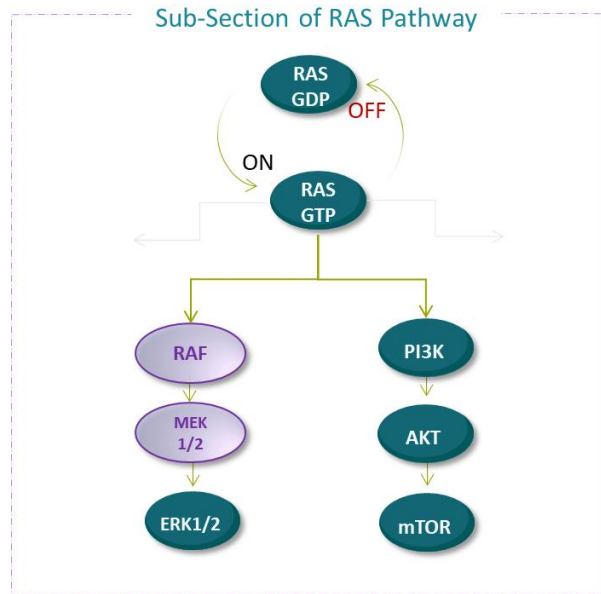 Sub-Section of RAS Pathway
RAS
GDP
OFF
ON
RAS
GTP
RAF
PI3K
MEK
1/2
AKT
ERK1/2
mTOR